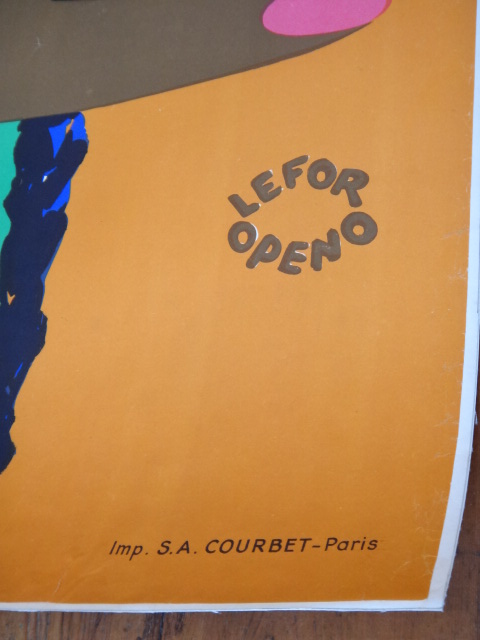 LEFOR
OPENO
Imp. S.A. COURBET-Paris